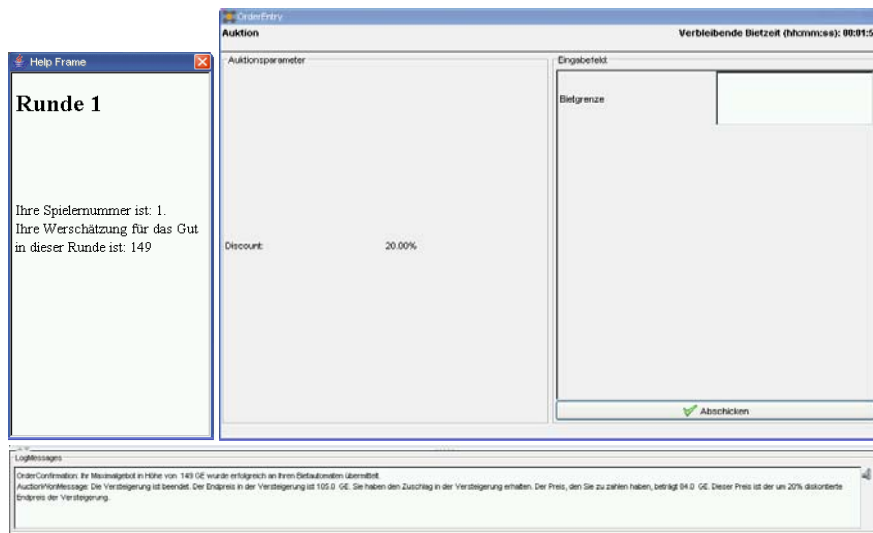 OrderEntry
Auktion
Verbleibende Bietzeit (hh:mm:ss): 00:01:5
Help Frame
Runde 1
Ihre Spielernummer ist: 1.
Ihre Werschätzung für das Gut
in dieser Runde ist: 149
Auktionsparameter
Discount:
20.00%
Eingabefeld:
Bietgrenze
Abschicken
LogMessages
OrderConfirmation: Ihr Maximalgebot in Höhe von 149 GE wurde erfolgreich an Ihren Bietautomaten übermittelt.
AuctionWonMessage: Die Versteigerung ist beendet. Der Endpreis in der Versteigerung ist 105.0 GE. Sie haben den Zuschlag in der Versteigerung erhalten. Der Preis, den Sie zu zahlen haben, beträgt 84.0 GE. Dieser Preis ist der um 20% diskontierte
Endpreis der Versteigerung.